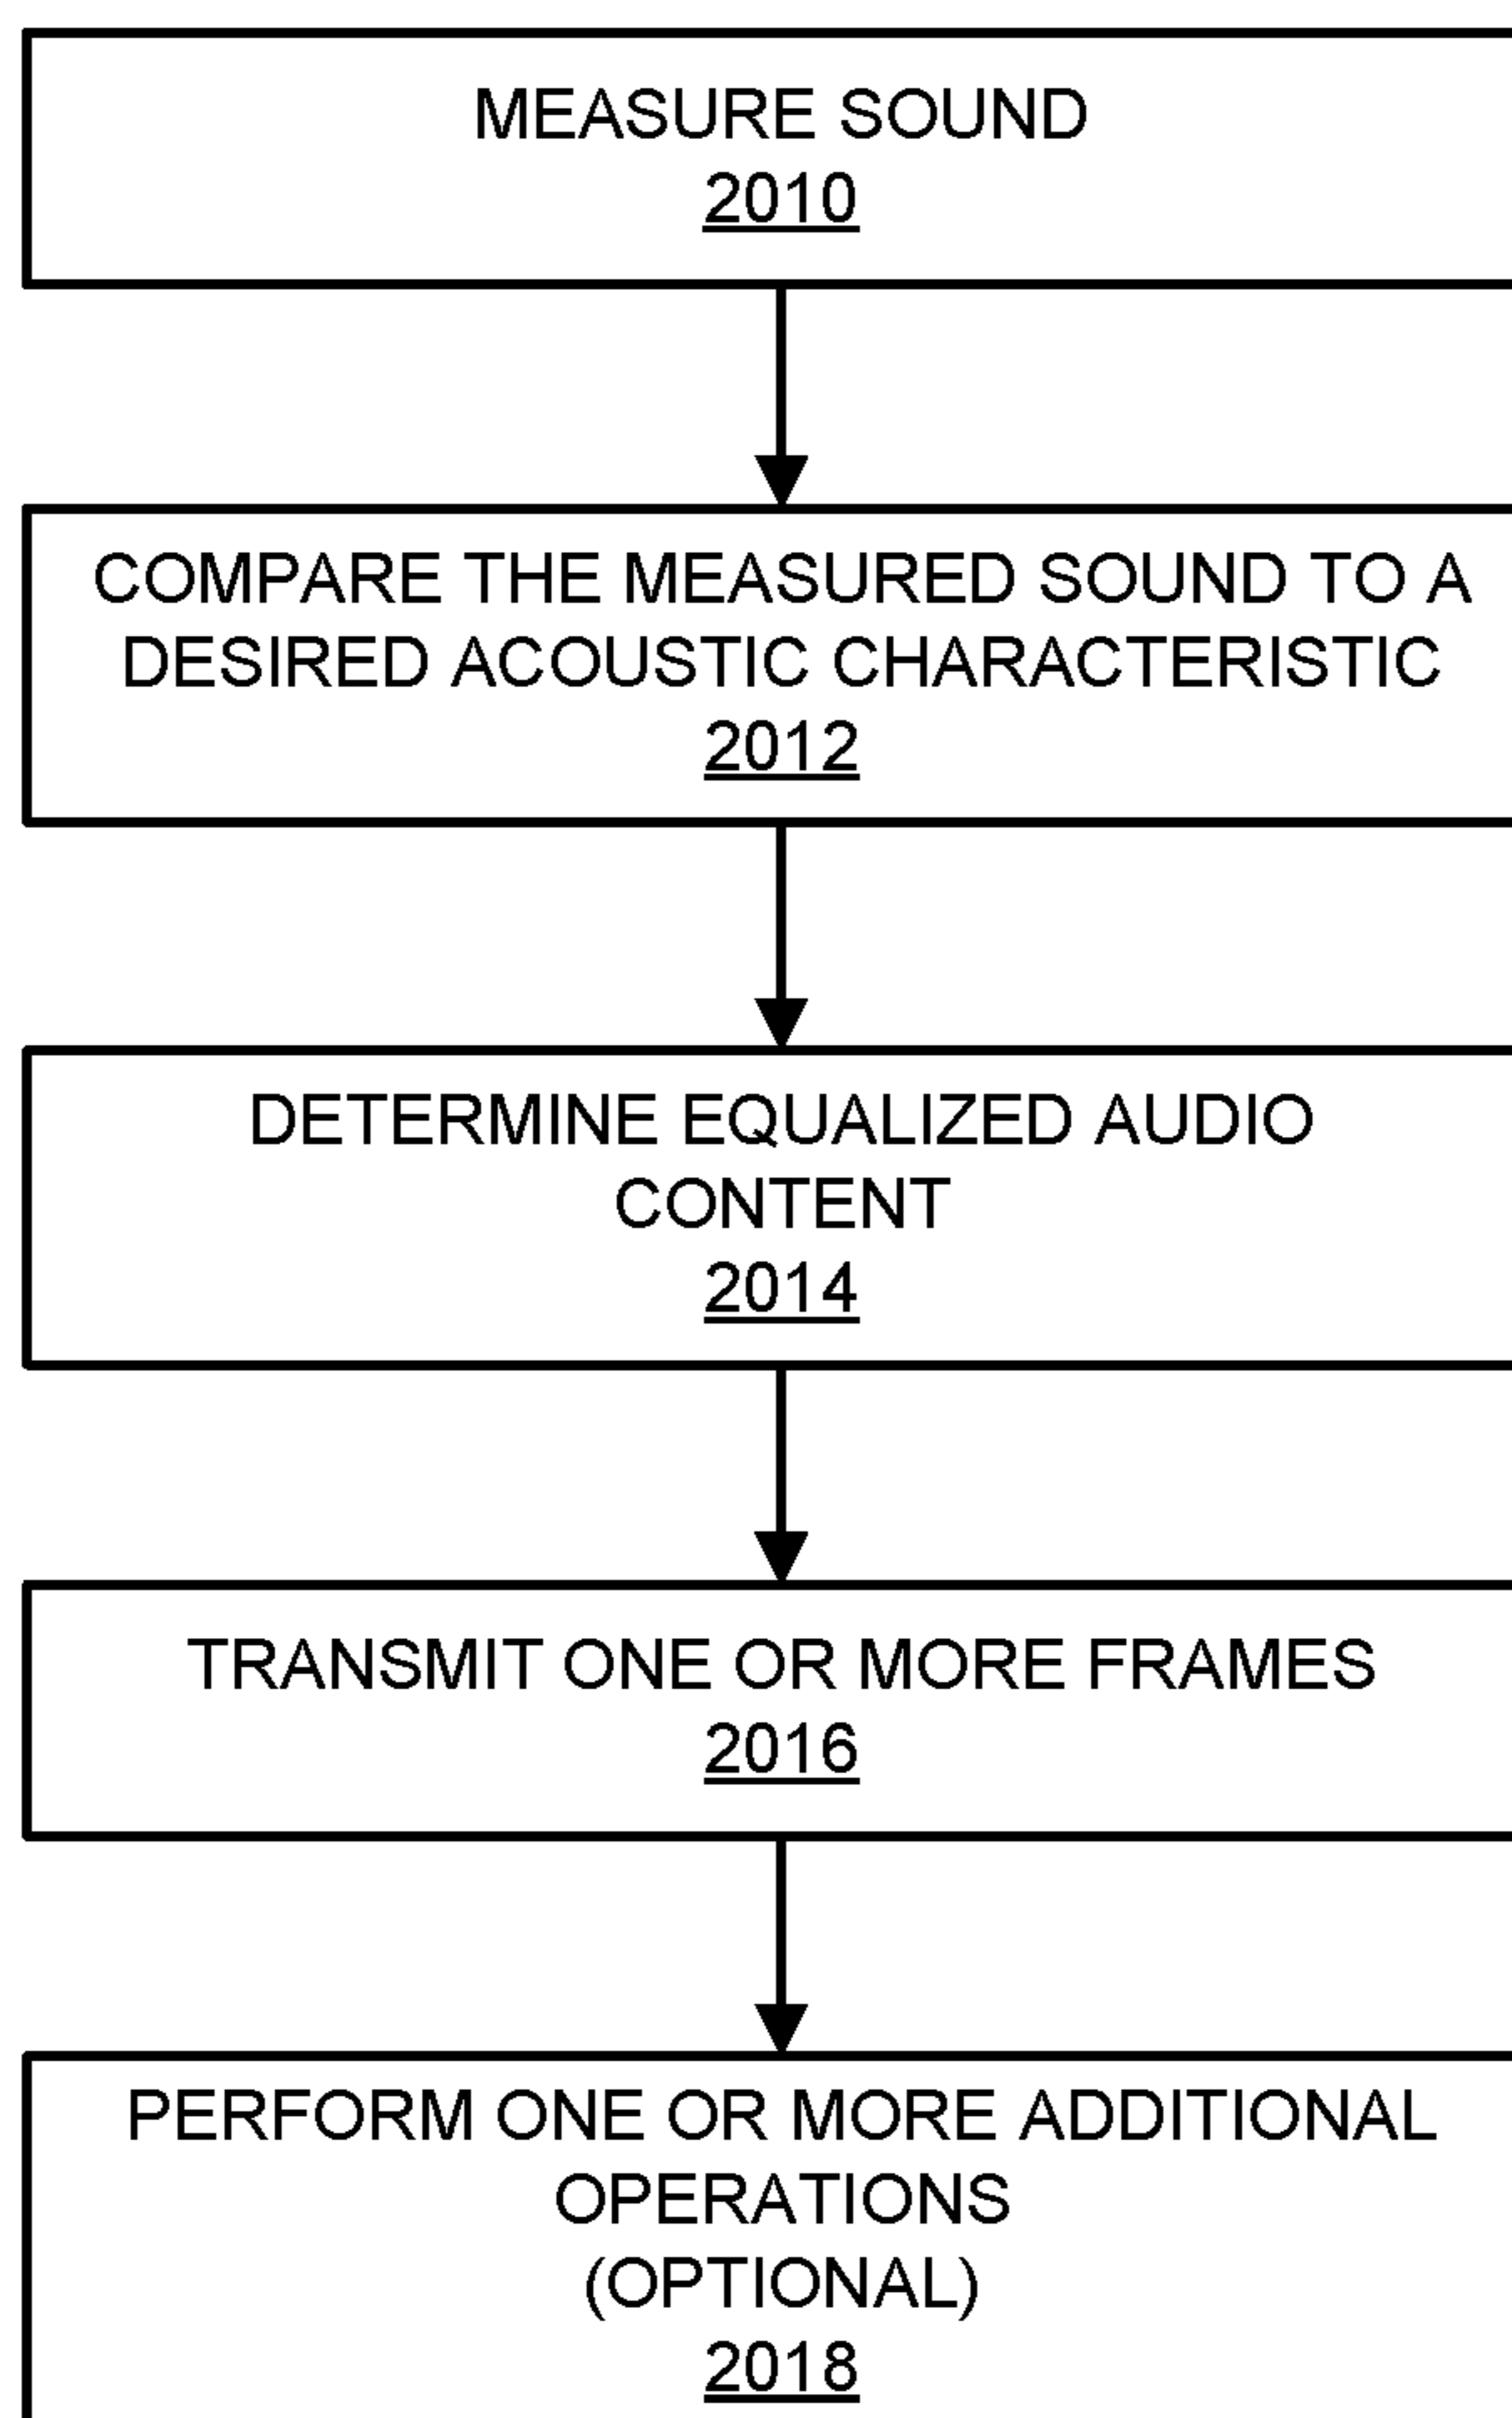 MEASURE SOUND
2010
COMPARE THE MEASURED SOUND TO A
DESIRED ACOUSTIC CHARACTERISTIC
2012
DETERMINE EQUALIZED AUDIO
CONTENT
2014
TRANSMIT ONE OR MORE FRAMES
2016
PERFORM ONE OR MORE ADDITIONAL
OPERATIONS
(OPTIONAL)
2018